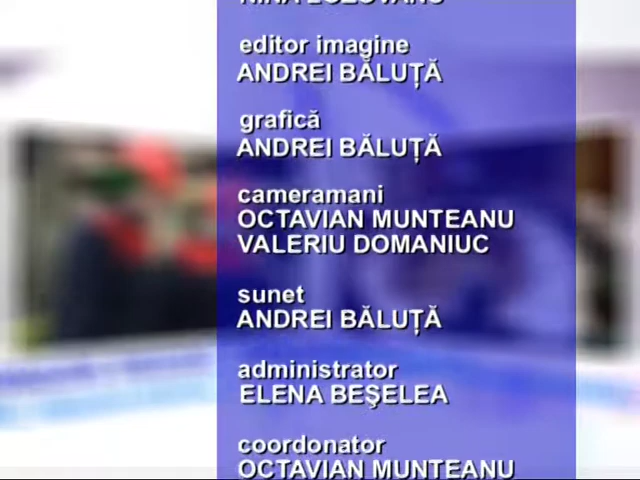 editor imagine
ANDREI BĂLUȚĂ
grafică
ANDREI BĂLUȚĂ
cameramani
OCTAVIAN MUNTEANU
VALERIU DOMANIUC
sunet
ANDREI BĂLUȚĂ
administrator
ELENA BEŞELEA
coordonator
OCTAVIAN MUNTEANU